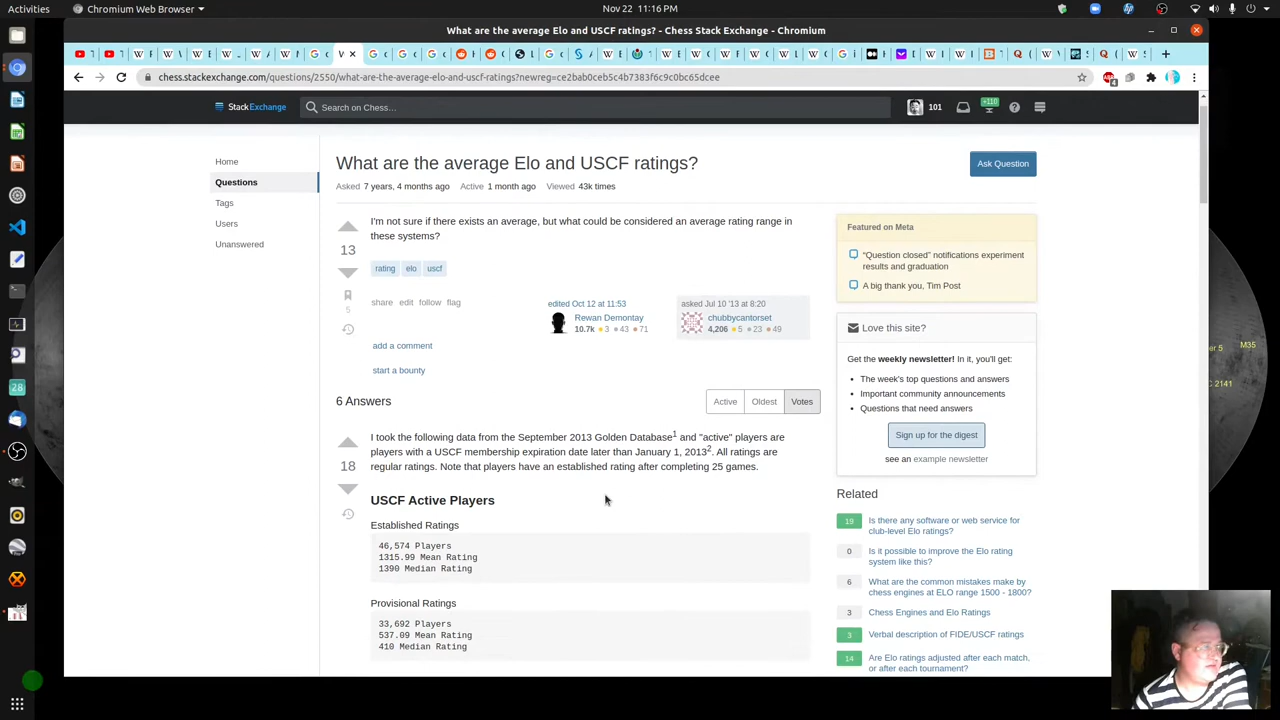 Activities
Chromium Web Browser
Nov 22 11:16 PM
What are the average Elo and USCF ratings? - Chess Stack Exchange - Chromium
chess.stackexchange.com/questions/2550/what-are-the-average-elo-and-uscf-ratings?newreg=ce2bab0ceb5c4b7383f6c9c0bc65dcee
StackExchange
Search on Chess…
101
+110
Home
Questions
Tags
Users
Unanswered
What are the average Elo and USCF ratings?
Ask Question
Asked 7 years, 4 months ago Active 1 month ago Viewed 43k times
13
I'm not sure if there exists an average, but what could be considered an average rating range in
these systems?
rating elo uscf
5
share edit follow flag
edited Oct 12 at 11:53
Rewan Demontay
10.7k 3 43 71
asked Jul 10 '13 at 8:20
chubbycantorset
4,206 5 23 49
add a comment
start a bounty
6 Answers
Active Oldest Votes
18
I took the following data from the September 2013 Golden Database1 and "active" players are
players with a USCF membership expiration date later than January 1, 2013². All ratings are
regular ratings. Note that players have an established rating after completing 25 games.
USCF Active Players
Established Ratings
46,574 Players
1315.99 Mean Rating
1390 Median Rating
Provisional Ratings
33,692 Players
537.09 Mean Rating
410 Median Rating
Featured on Meta
“Question closed” notifications experiment
results and graduation
A big thank you, Tim Post
Love this site?
Get the weekly newsletter! In it, you'll get:
The week's top questions and answers
Important community announcements
Questions that need answers
Sign up for the digest
see an example newsletter
Related
19 Is there any software or web service for
club-level Elo ratings?
0 Is it possible to improve the Elo rating
system like this?
6 What are the common mistakes make by
chess engines at ELO range 1500 - 1800?
3 Chess Engines and Elo Ratings
3 Verbal description of FIDE/USCF ratings
14 Are Elo ratings adjusted after each match,
or after each tournament?
M35